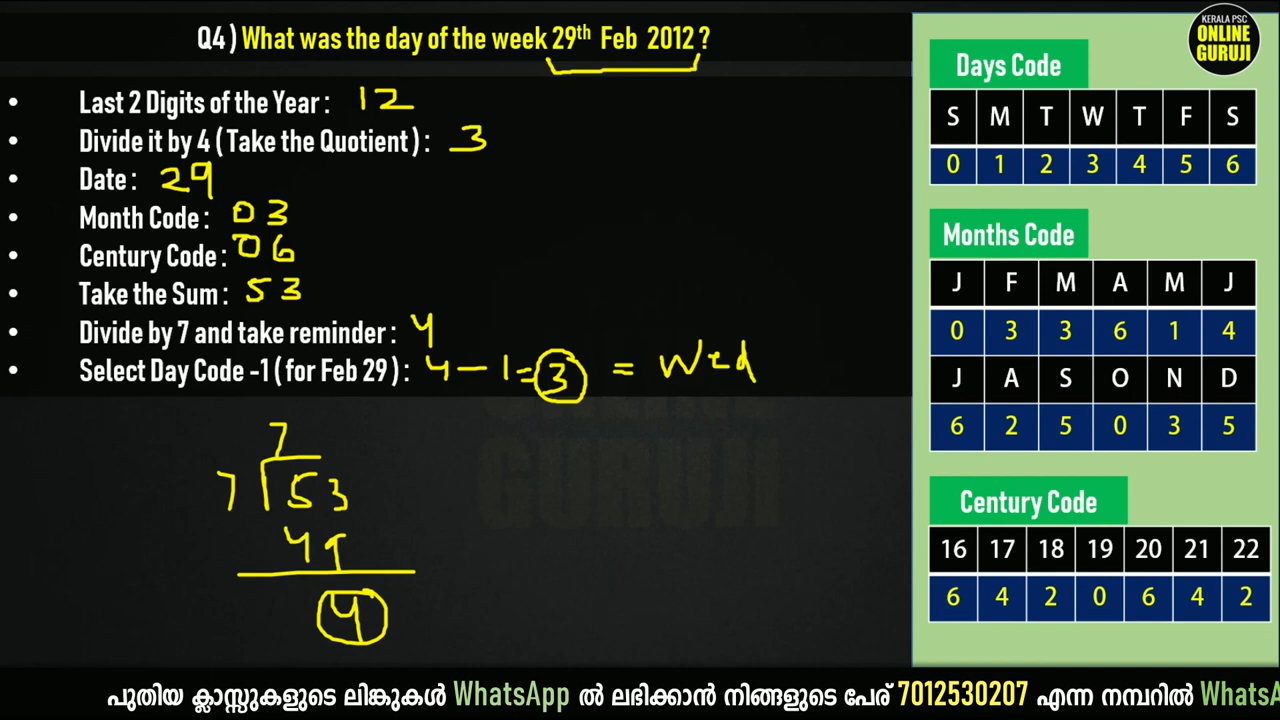 Q4) What was the day of the week 29th Feb 2012 ?
KERALA PSC
ONLINE
GURUJI
• Last 2 Digits of the Year : 12
• Divide it by 4 ( Take the Quotient ) : 3
• Date : 29
• Month Code : 03
• Century Code : 06
• Take the Sum : 53
• Divide by 7 and take reminder : 4
• Select Day Code -1 ( for Feb 29 ) : 4 - 1 = 3 = Wed
7
7 53
49
4
GURUJI
Days Code
S M T W T F S
0 1 2 3 4 5 6
Months Code
J F M A M J
0 3 3 6 1 4
J A S O N D
6 2 5 0 3 5
Century Code
16 17 18 19 20 21 22
6 4 2 0 6 4 2
പുതിയ ക്ലാസ്സുകളുടെ ലിങ്കുകൾ WhatsApp ൽ ലഭിക്കാൻ നിങ്ങളുടെ പേര് 7012530207 എന്ന നമ്പറിൽ WhatsA